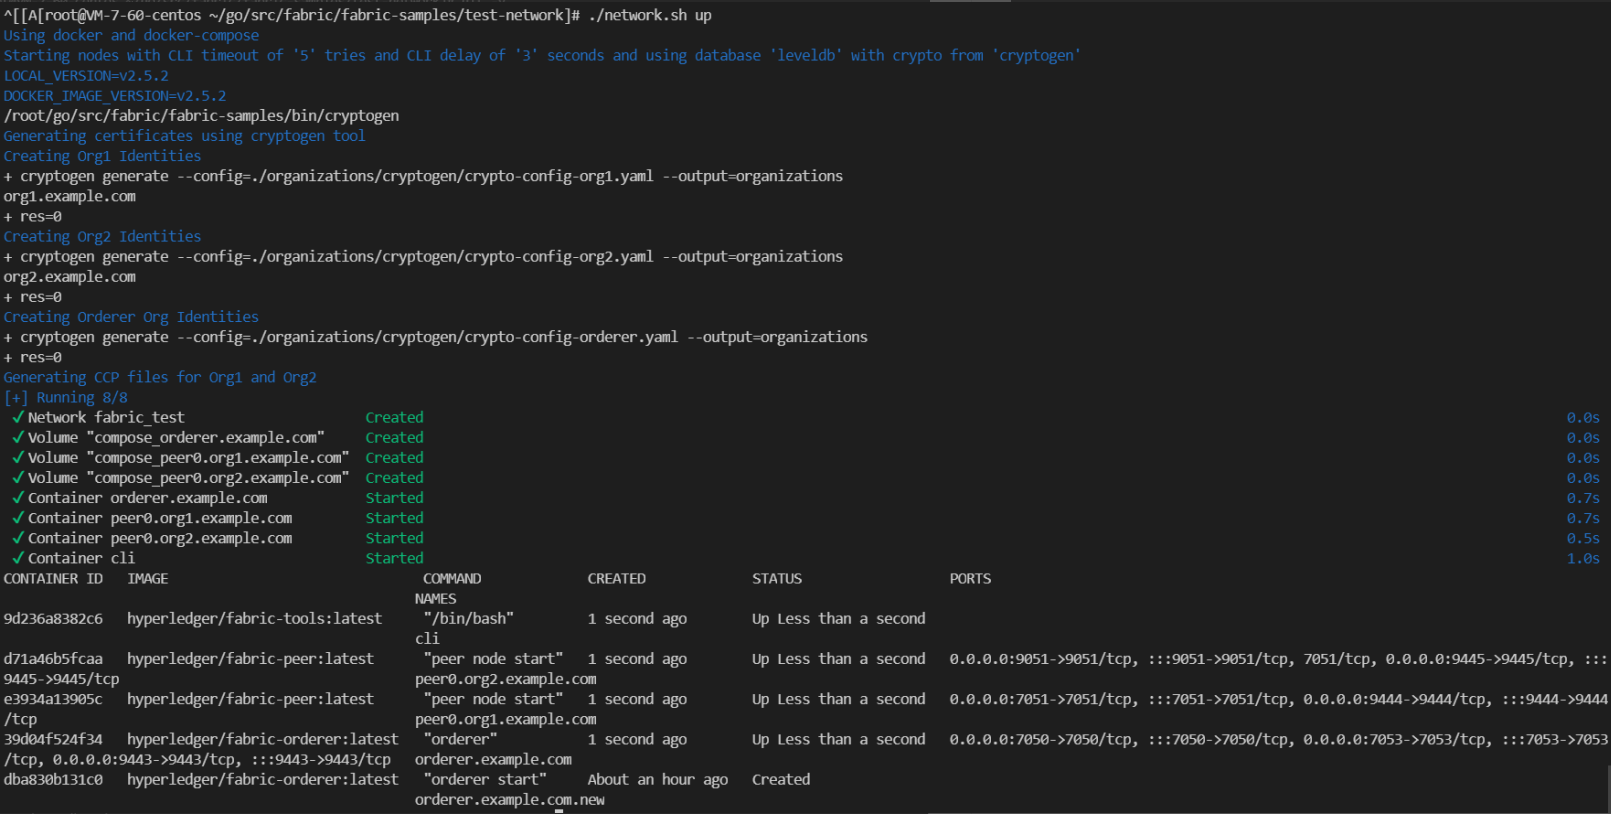 ^[[A[root@VM-7-60-centos ~/go/src/fabric/fabric-samples/test-network]# ./network.sh up
Using docker and docker-compose
Starting nodes with CLI timeout of '5' tries and CLI delay of '3' seconds and using database 'leveldb' with crypto from 'cryptogen'
LOCAL_VERSION=v2.5.2
DOCKER_IMAGE_VERSION=v2.5.2
/root/go/src/fabric/fabric-samples/bin/cryptogen
Generating certificates using cryptogen tool
Creating Org1 Identities
+ cryptogen generate --config=./organizations/cryptogen/crypto-config-org1.yaml --output=organizations
org1.example.com
+ res=0
Creating Org2 Identities
+ cryptogen generate --config=./organizations/cryptogen/crypto-config-org2.yaml --output=organizations
org2.example.com
+ res=0
Creating Orderer Org Identities
+ cryptogen generate --config=./organizations/cryptogen/crypto-config-orderer.yaml --output=organizations
+ res=0
Generating CCP files for Org1 and Org2
[+] Running 8/8
✓ Network fabric_test Created 0.0s
✓ Volume "compose_orderer.example.com" Created 0.0s
✓ Volume "compose_peer0.org1.example.com" Created 0.0s
✓ Volume "compose_peer0.org2.example.com" Created 0.0s
✓ Container orderer.example.com Started 0.7s
✓ Container peer0.org1.example.com Started 0.7s
✓ Container peer0.org2.example.com Started 0.5s
✓ Container cli Started 1.0s
CONTAINER ID IMAGE COMMAND CREATED STATUS PORTS
NAMES
9d236a8382c6 hyperledger/fabric-tools:latest "/bin/bash" 1 second ago Up Less than a second
cli
d71a46b5fcaa hyperledger/fabric-peer:latest "peer node start" 1 second ago Up Less than a second 0.0.0.0:9051->9051/tcp, :::9051->9051/tcp, 7051/tcp, 0.0.0.0:9445->9445/tcp, :::
9445->9445/tcp peer0.org2.example.com
e3934a13905c hyperledger/fabric-peer:latest "peer node start" 1 second ago Up Less than a second 0.0.0.0:7051->7051/tcp, :::7051->7051/tcp, 0.0.0.0:9444->9444/tcp, :::9444->9444
/tcp peer0.org1.example.com
39d04f524f34 hyperledger/fabric-orderer:latest "orderer" 1 second ago Up Less than a second 0.0.0.0:7050->7050/tcp, :::7050->7050/tcp, 0.0.0.0:7053->7053/tcp, :::7053->7053
/tcp, 0.0.0.0:9443->9443/tcp, :::9443->9443/tcp orderer.example.com
dba830b131c0 hyperledger/fabric-orderer:latest "orderer start" About an hour ago Created
orderer.example.com.new